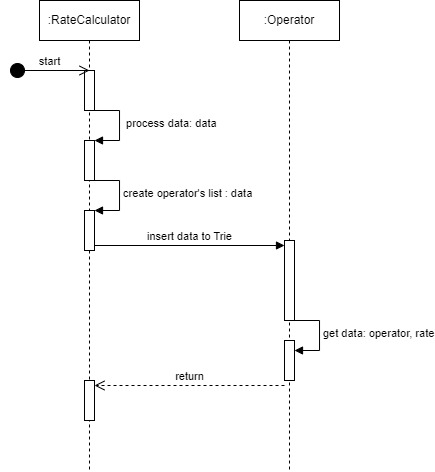 :RateCalculator
:Operator
start
process data: data
create operator's list : data
insert data to Trie
get data: operator, rate
return